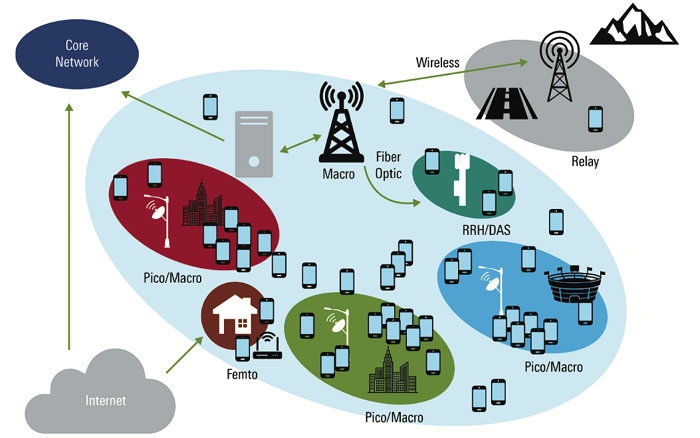 Core
Network
Wireless
Relay
Macro
Fiber
Optic
RRH/DAS
Pico/Macro
Pico/Macro
Femto
Internet
Pico/Macro